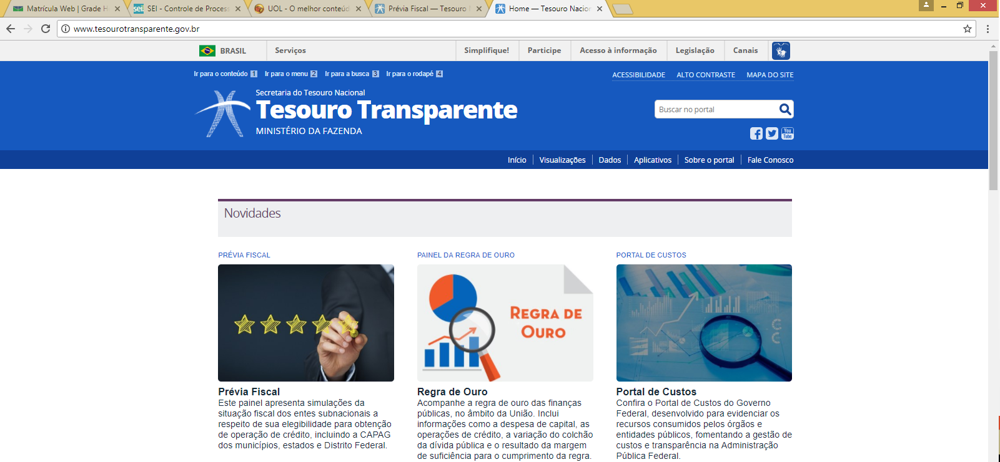 Matrícula Web | Grade H
SEI - Controle de Process
UOL - O melhor conteúd
Prévia Fiscal — Tesouro
Home — Tesouro Nacion
www.tesourotransparente.gov.br
BRASIL
Serviços
Simplifique!
Participe
Acesso à informação
Legislação
Canais
Ir para o conteúdo 1
Ir para o menu 2
Ir para a busca 3
Ir para o rodapé 4
ACESSIBILIDADE
ALTO CONTRASTE
MAPA DO SITE
Secretaria do Tesouro Nacional
Tesouro Transparente
MINISTÉRIO DA FAZENDA
Buscar no portal
You
Tube
Início
Visualizações
Dados
Aplicativos
Sobre o portal
Fale Conosco
Novidades
PRÉVIA FISCAL
Prévia Fiscal
Este painel apresenta simulações da
situação fiscal dos entes subnacionais a
respeito de sua elegibilidade para obtenção
de operação de crédito, incluindo a CAPAG
dos municípios, estados e Distrito Federal.
PAINEL DA REGRA DE OURO
REGRA DE
OURO
Regra de Ouro
Acompanhe a regra de ouro das finanças
públicas, no âmbito da União. Inclui
informações como a despesa de capital, as
operações de crédito, a variação do colchão
da dívida pública e o resultado da margem
de suficiência para o cumprimento da regra.
PORTAL DE CUSTOS
Portal de Custos
Confira o Portal de Custos do Governo
Federal, desenvolvido para evidenciar os
recursos consumidos pelos órgãos e
entidades públicos, fomentando a gestão de
custos e transparência na Administração
Pública Federal.